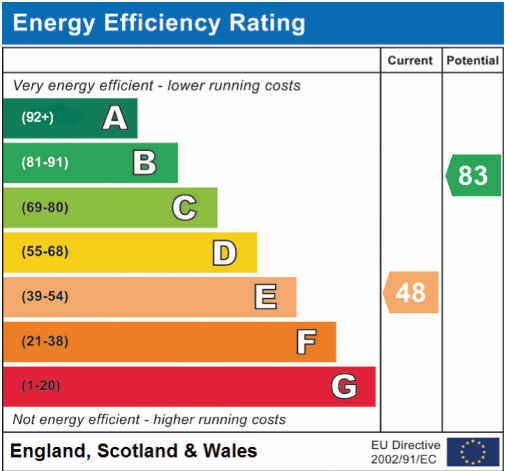 Energy Efficiency Rating
Current Potential
Very energy efficient - lower running costs
(92+) A
(81-91) B
83
(69-80) C
(55-68) D
(39-54) E
48
(21-38) F
(1-20) G
Not energy efficient - higher running costs
England, Scotland & Wales
EU Directive
2002/91/EC